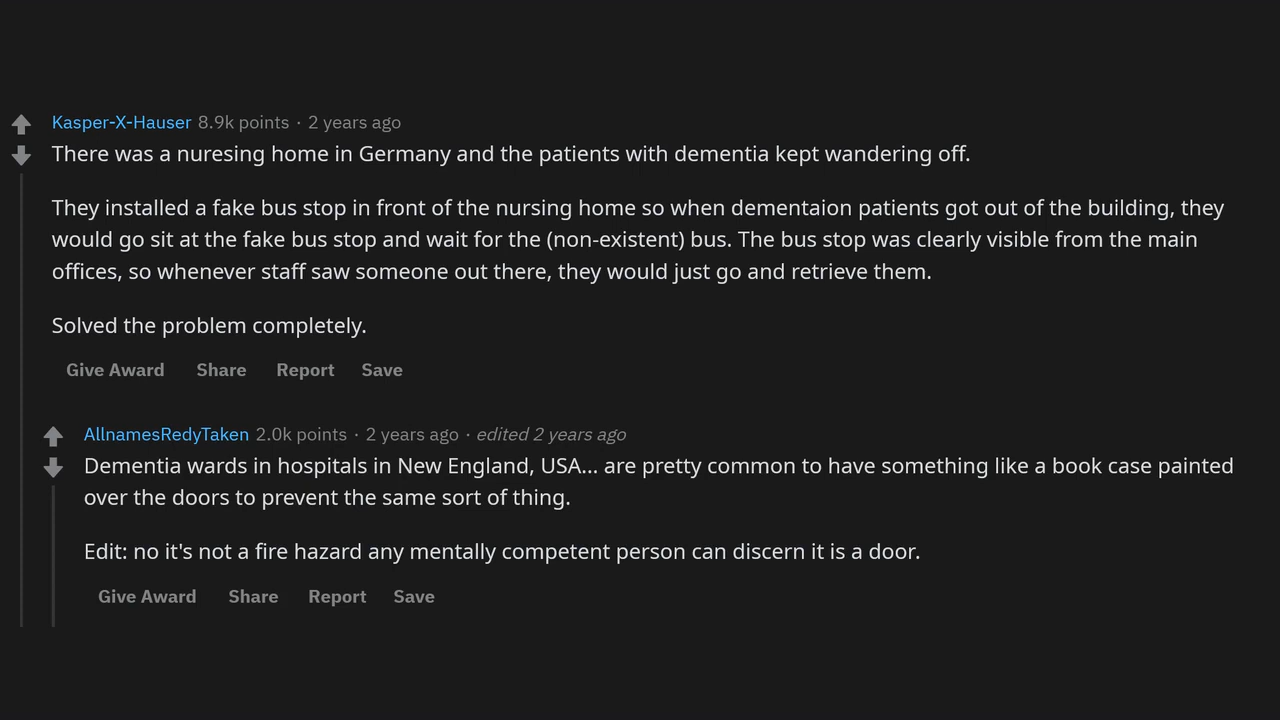 Kasper-X-Hauser 8.9k points · 2 years ago
There was a nuresing home in Germany and the patients with dementia kept wandering off.
They installed a fake bus stop in front of the nursing home so when dementaion patients got out of the building, they
would go sit at the fake bus stop and wait for the (non-existent) bus. The bus stop was clearly visible from the main
offices, so whenever staff saw someone out there, they would just go and retrieve them.
Solved the problem completely.
Give Award Share Report Save
AllnamesRedyTaken 2.0k points · 2 years ago · edited 2 years ago
Dementia wards in hospitals in New England, USA... are pretty common to have something like a book case painted
over the doors to prevent the same sort of thing.
Edit: no it's not a fire hazard any mentally competent person can discern it is a door.
Give Award Share Report Save